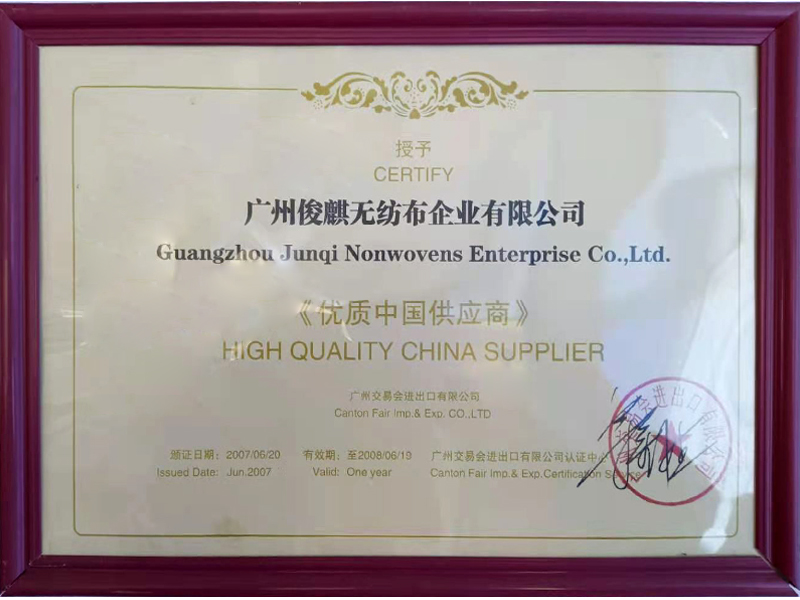 授予
CERTIFY
广州俊麒无纺布企业有限公司
Guangzhou Junqi Nonwovens Enterprise Co.,Ltd.
《优质中国供应商》
HIGH QUALITY CHINA SUPPLIER
广州交易会进出口有限公司
Canton Fair Imp.& Exp. CO.,LTD
颁证日期：2007/06/20 有效期：至2008/06/19 广州交易会进出口有限公司认证中心
Issued Date: Jun.2007 Valid: One year Canton Fair Imp.& Exp.Certification Service